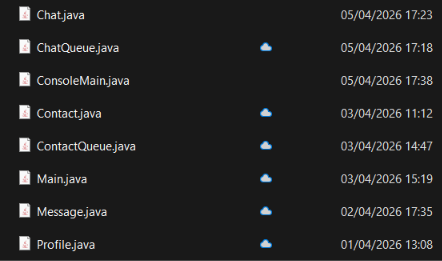 Chat.java 05/04/2026 17:23
ChatQueue.java 05/04/2026 17:18
ConsoleMain.java 05/04/2026 17:38
Contact.java 03/04/2026 11:12
ContactQueue.java 03/04/2026 14:47
Main.java 03/04/2026 15:19
Message.java 02/04/2026 17:35
Profile.java 01/04/2026 13:08